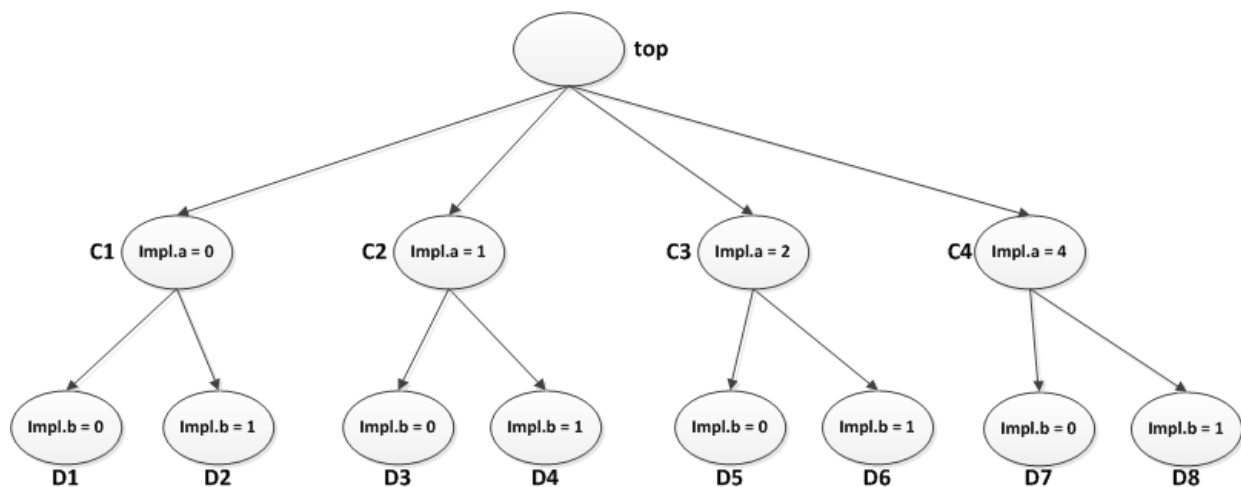 top
C1 Impl.a = 0 C2 Impl.a = 1 C3 Impl.a = 2 C4 Impl.a = 4
Impl.b = 0 Impl.b = 1 Impl.b = 0 Impl.b = 1 Impl.b = 0 Impl.b = 1 Impl.b = 0 Impl.b = 1
D1 D2 D3 D4 D5 D6 D7 D8